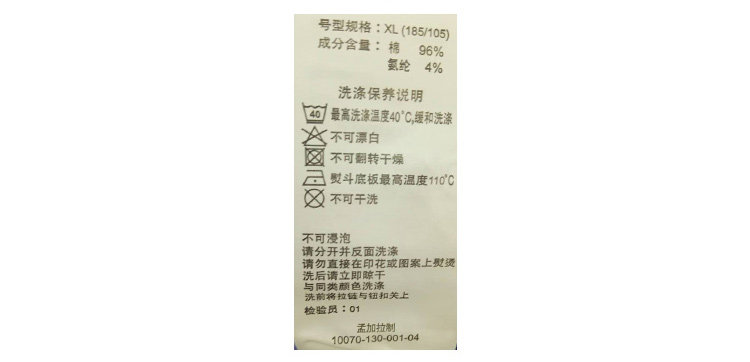 号型规格：XL (185/105)
成分含量：棉 96%
氨纶 4%
洗涤保养说明
40 最高洗涤温度40°C,缓和洗涤
不可漂白
不可翻转干燥
熨斗底板最高温度110°C
不可干洗
不可浸泡
请分开并反面洗涤
请勿直接在印花或图案上熨烫
洗后请立即晾干
与同类颜色洗涤
洗前将拉链与钮扣关上
检验员：01
孟加拉制
10070-130-001-04